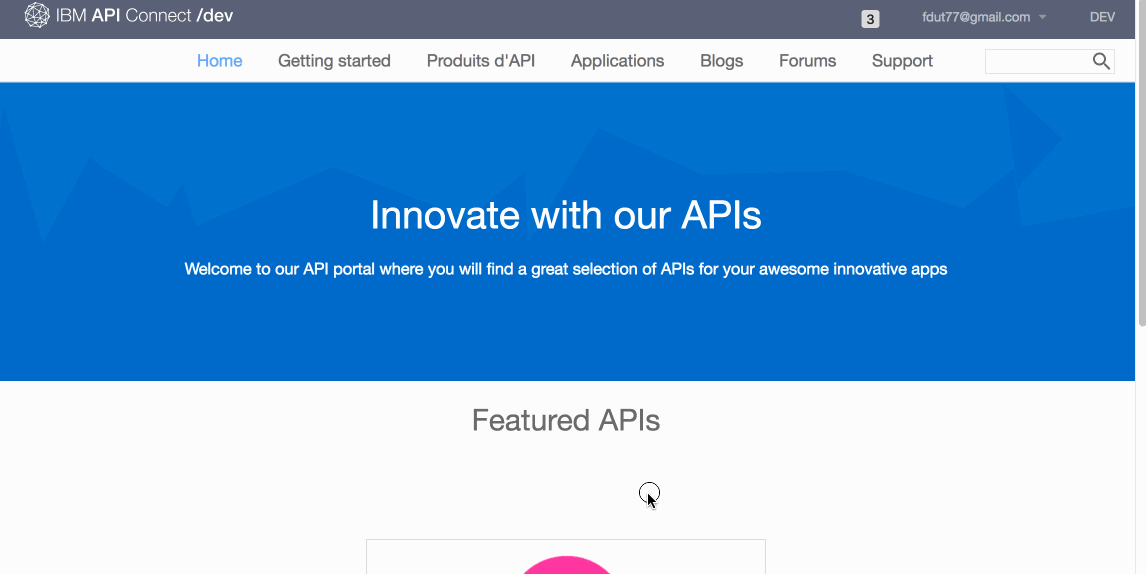 IBM API Connect /dev
3
fdut77@gmail.com
DEV
Home Getting started Produits d'API Applications Blogs Forums Support
Innovate with our APIs
Welcome to our API portal where you will find a great selection of APIs for your awesome innovative apps
Featured APIs